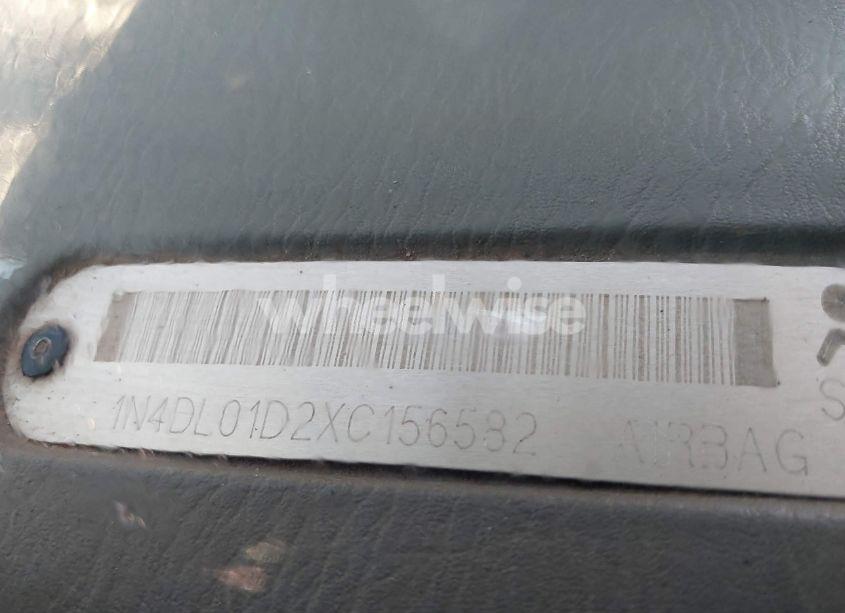 wheelwise
1N4DL01D2XC156582 AIRBAG
S